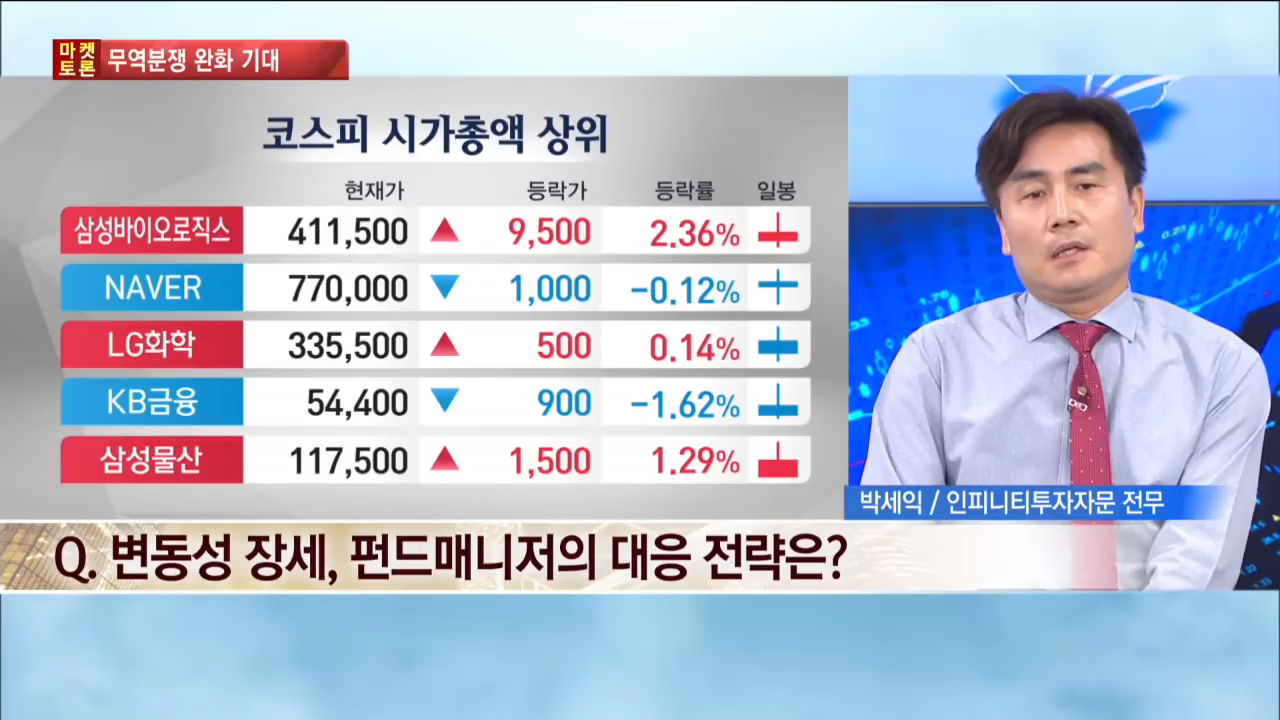 마켓
토론
무역분쟁 완화 기대
코스피 시가총액 상위
현재가 등락가 등락률 일봉
삼성바이오로직스 411,500 ▲ 9,500 2.36%
NAVER 770,000 ▼ 1,000 -0.12%
LG화학 335,500 ▲ 500 0.14%
KB금융 54,400 ▼ 900 -1.62%
삼성물산 117,500 ▲ 1,500 1.29%
박세익 / 인피니티투자자문 전무
Q. 변동성 장세, 펀드매니저의 대응 전략은?